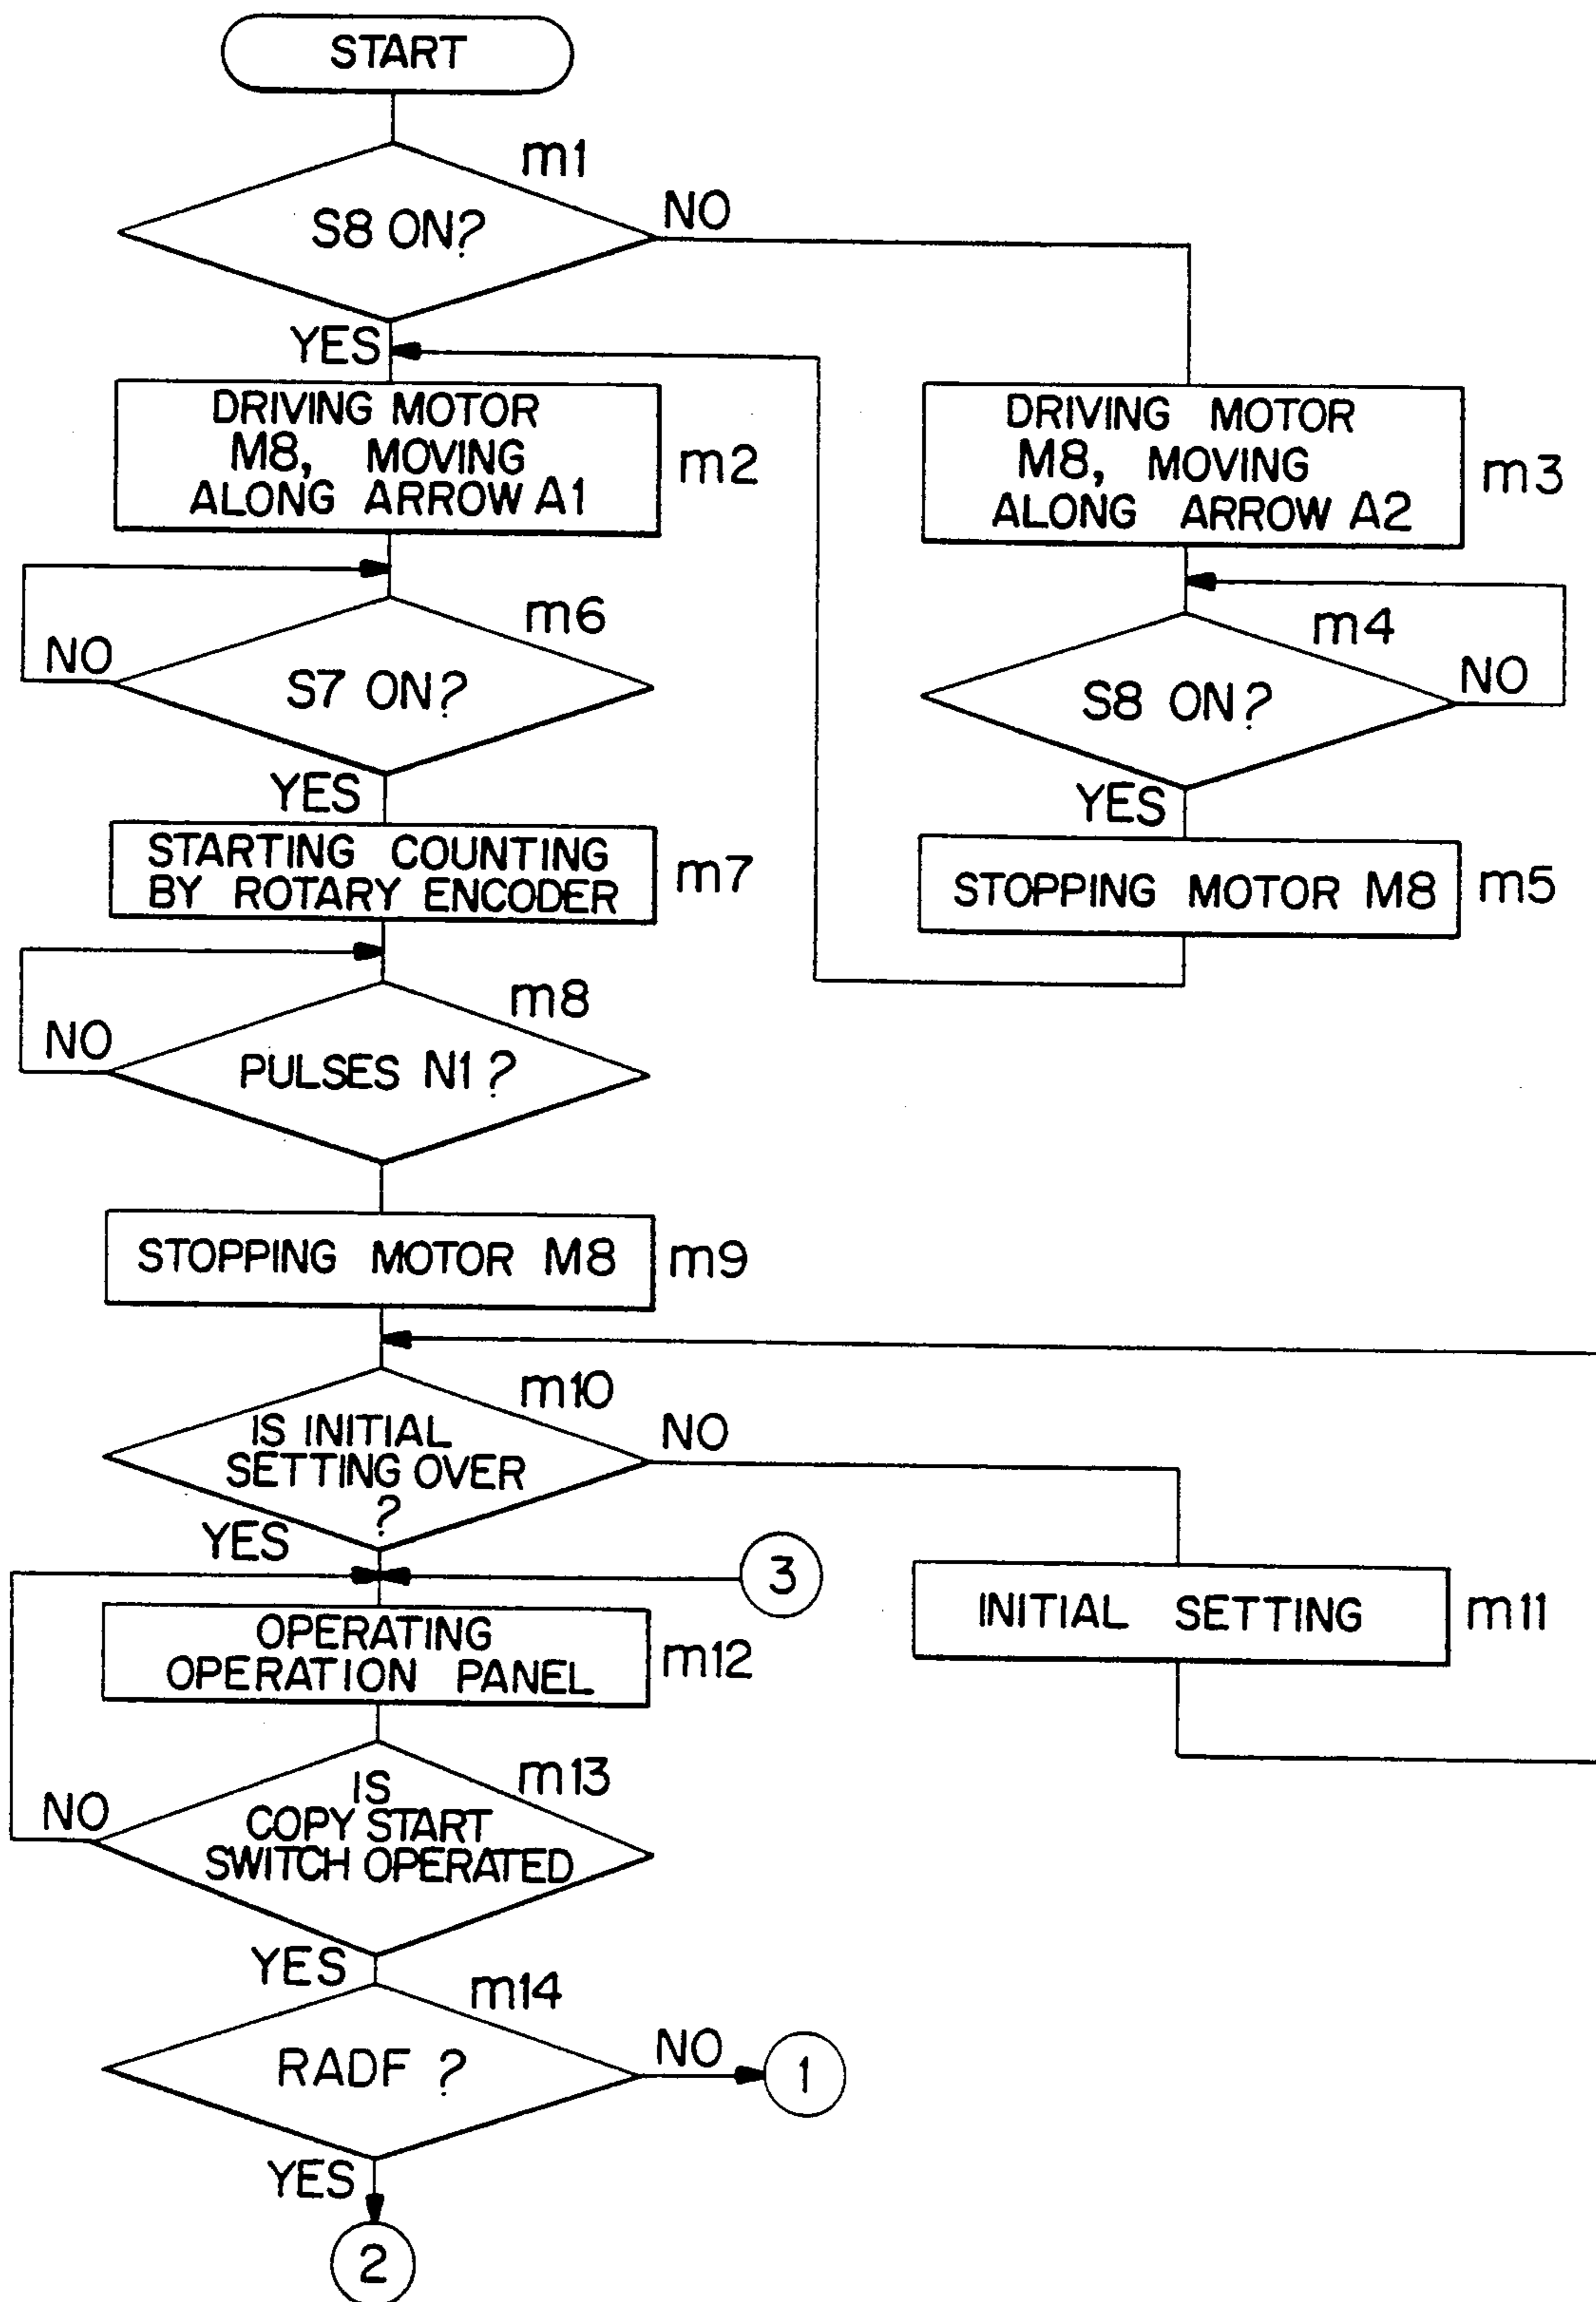 START
m1
S8 ON?
NO
YES
DRIVING MOTOR
M8, MOVING
ALONG ARROW A1
m2
DRIVING MOTOR
M8, MOVING
ALONG ARROW A2
m3
m6
NO
S7 ON?
YES
m4
NO
S8 ON?
YES
STARTING COUNTING
BY ROTARY ENCODER
m7
STOPPING MOTOR M8
m5
m8
NO
PULSES N1?
STOPPING MOTOR M8
m9
m10
IS INITIAL
SETTING OVER
?
NO
YES
3
INITIAL SETTING
m11
OPERATING
OPERATION PANEL
m12
m13
IS
COPY START
SWITCH OPERATED
NO
YES
m14
RADF ?
NO
1
YES
2